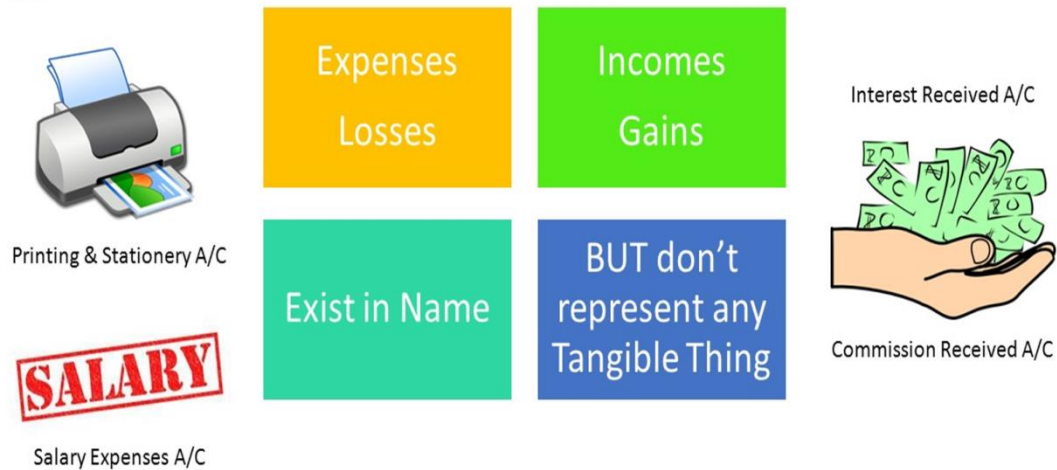 Expenses
Losses
Incomes
Gains
Interest Received A/C
Printing & Stationery A/C
Exist in Name
BUT don't
represent any
Tangible Thing
Commission Received A/C
SALARY
Salary Expenses A/C